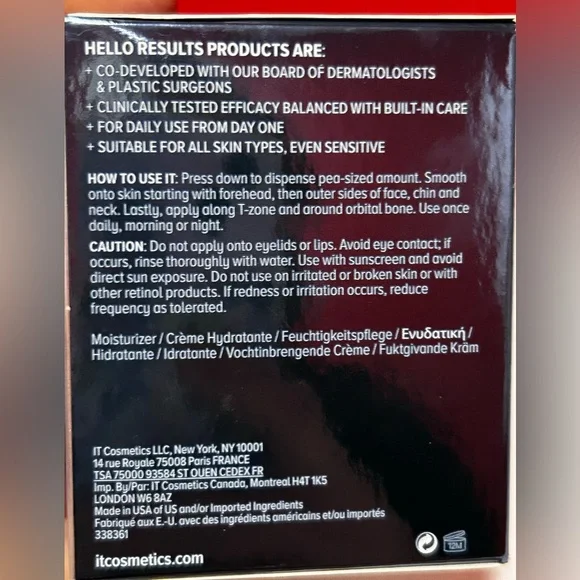 HELLO RESULTS PRODUCTS ARE:
+ CO-DEVELOPED WITH OUR BOARD OF DERMATOLOGISTS
& PLASTIC SURGEONS
+ CLINICALLY TESTED EFFICACY BALANCED WITH BUILT-IN CARE
+ FOR DAILY USE FROM DAY ONE
+ SUITABLE FOR ALL SKIN TYPES, EVEN SENSITIVE
HOW TO USE IT: Press down to dispense pea-sized amount. Smooth
onto skin starting with forehead, then outer sides of face, chin and
neck. Lastly, apply along T-zone and around orbital bone. Use once
daily, morning or night.
CAUTION: Do not apply onto eyelids or lips. Avoid eye contact; if
occurs, rinse thoroughly with water. Use with sunscreen and avoid
direct sun exposure. Do not use on irritated or broken skin or with
other retinol products. If redness or irritation occurs, reduce
frequency as tolerated.
Moisturizer / Crème Hydratante / Feuchtigkeitspflege / Ενυδατική /
Hidratante / Idratante / Vochtinbrengende Crème / Fuktgivande Kräm
IT Cosmetics LLC, New York, NY 10001
14 rue Royale 75008 Paris FRANCE
TSA 75000 93584 ST OUEN CEDEX FR
Imp. By/Par: IT Cosmetics Canada, Montreal H4T 1K5
LONDON W6 8AZ
Made in USA of US and/or Imported Ingredients
Fabriqué aux E.-U. avec des ingrédients américains et/ou importés
338361
12M
itcosmetics.com